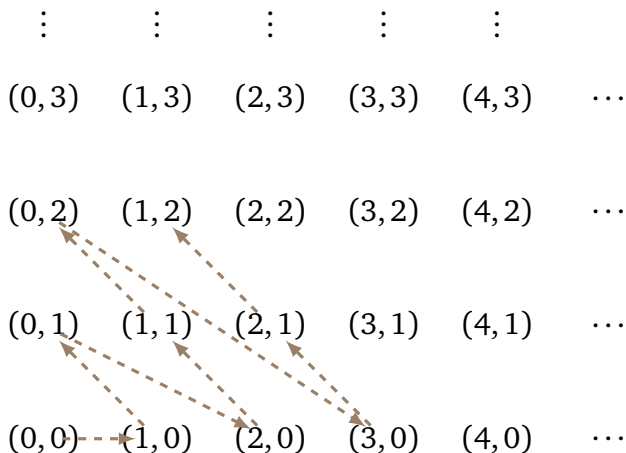 ⋮ ⋮ ⋮ ⋮ ⋮
(0, 3) (1, 3) (2, 3) (3, 3) (4, 3) ⋯
(0, 2) (1, 2) (2, 2) (3, 2) (4, 2) ⋯
(0, 1) (1, 1) (2, 1) (3, 1) (4, 1) ⋯
(0, 0) (1, 0) (2, 0) (3, 0) (4, 0) ⋯